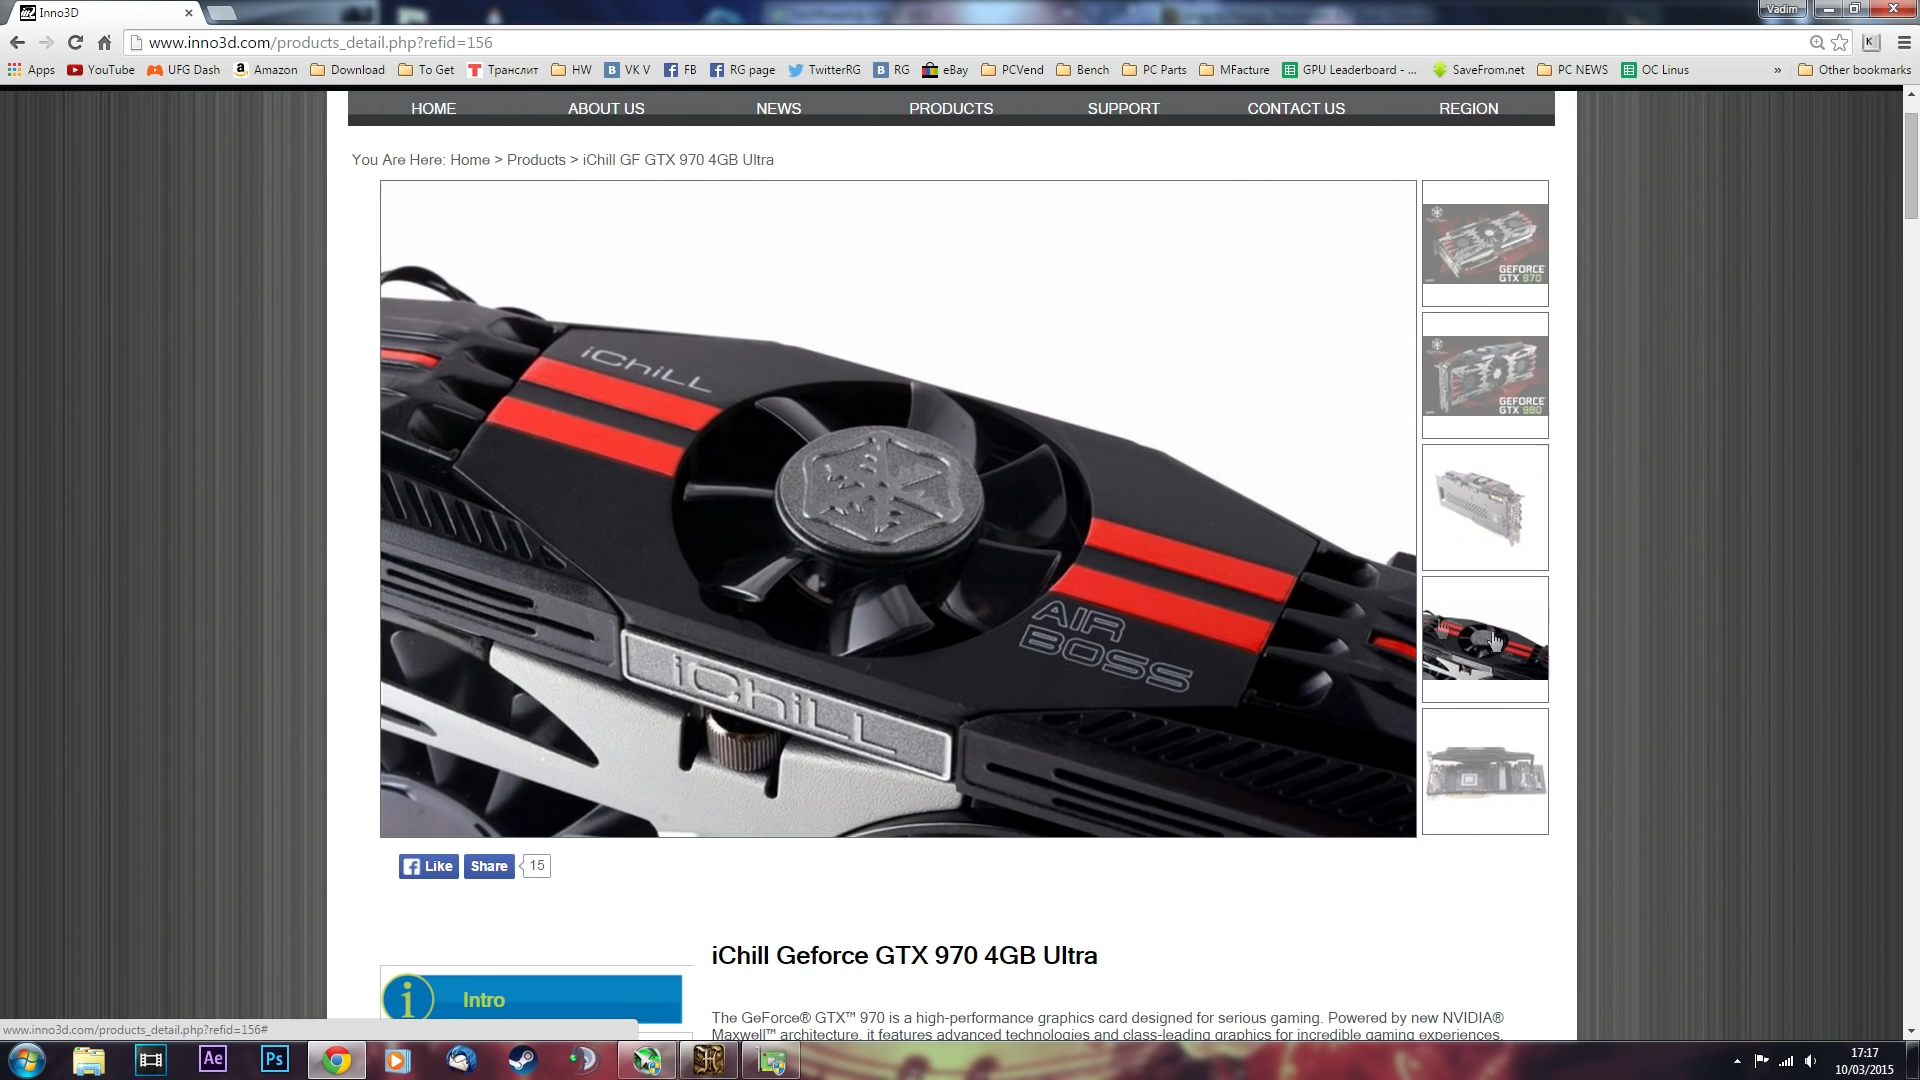 Inno3D
Vadim
www.inno3d.com/products_detail.php?refid=156
Apps YouTube UFG Dash Amazon Download To Get Транслит HW VK V FB RG page TwitterRG RG eBay PCVend Bench PC Parts MFacture GPU Leaderboard - ... SaveFrom.net PC NEWS OC Linus » Other bookmarks
HOME ABOUT US NEWS PRODUCTS SUPPORT CONTACT US REGION
You Are Here: Home > Products > iChill GF GTX 970 4GB Ultra
iChiLL
AIR
BOSS
iChiLL
GEFORCE
GTX 970
GEFORCE
GTX 980
Like Share 15
iChill Geforce GTX 970 4GB Ultra
Intro
The GeForce® GTX™ 970 is a high-performance graphics card designed for serious gaming. Powered by new NVIDIA®
Maxwell™ architecture, it features advanced technologies and class-leading graphics for incredible gaming experiences.
www.inno3d.com/products_detail.php?refid=156#
Ae Ps
17:17
10/03/2015